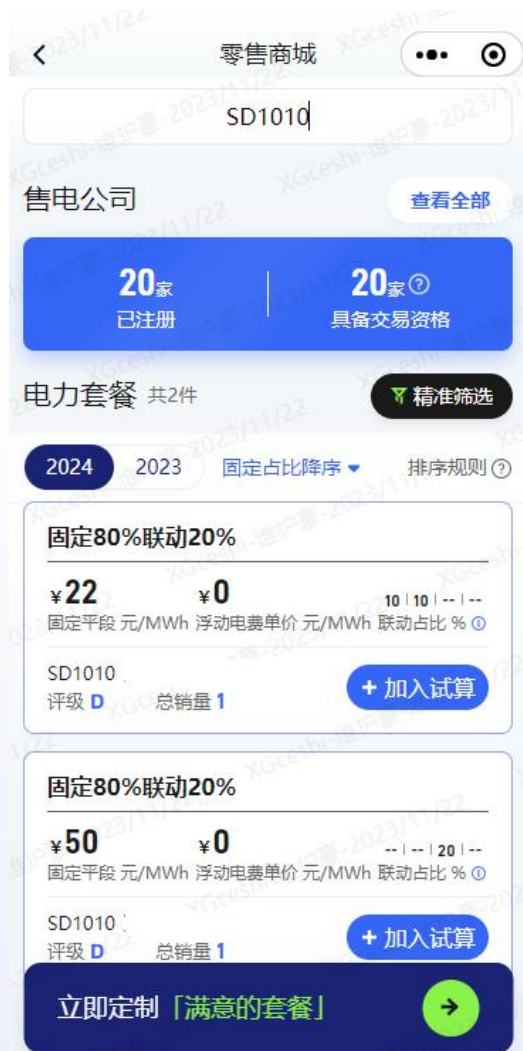 零售商城
SD1010
售电公司 查看全部
20家 20家
已注册 具备交易资格
电力套餐 共2件 精准筛选
2024 2023 固定占比降序 排序规则
固定80%联动20%
¥22 ¥0 10 | 10 | -- | --
固定平段 元/MWh 浮动电费单价 元/MWh 联动占比 %
SD1010
评级 D 总销量 1 + 加入试算
固定80%联动20%
¥50 ¥0 -- | -- | 20 | --
固定平段 元/MWh 浮动电费单价 元/MWh 联动占比 %
SD1010
评级 D 总销量 1 + 加入试算
立即定制「满意的套餐」
XGceshi-维护豪-2023/11/22